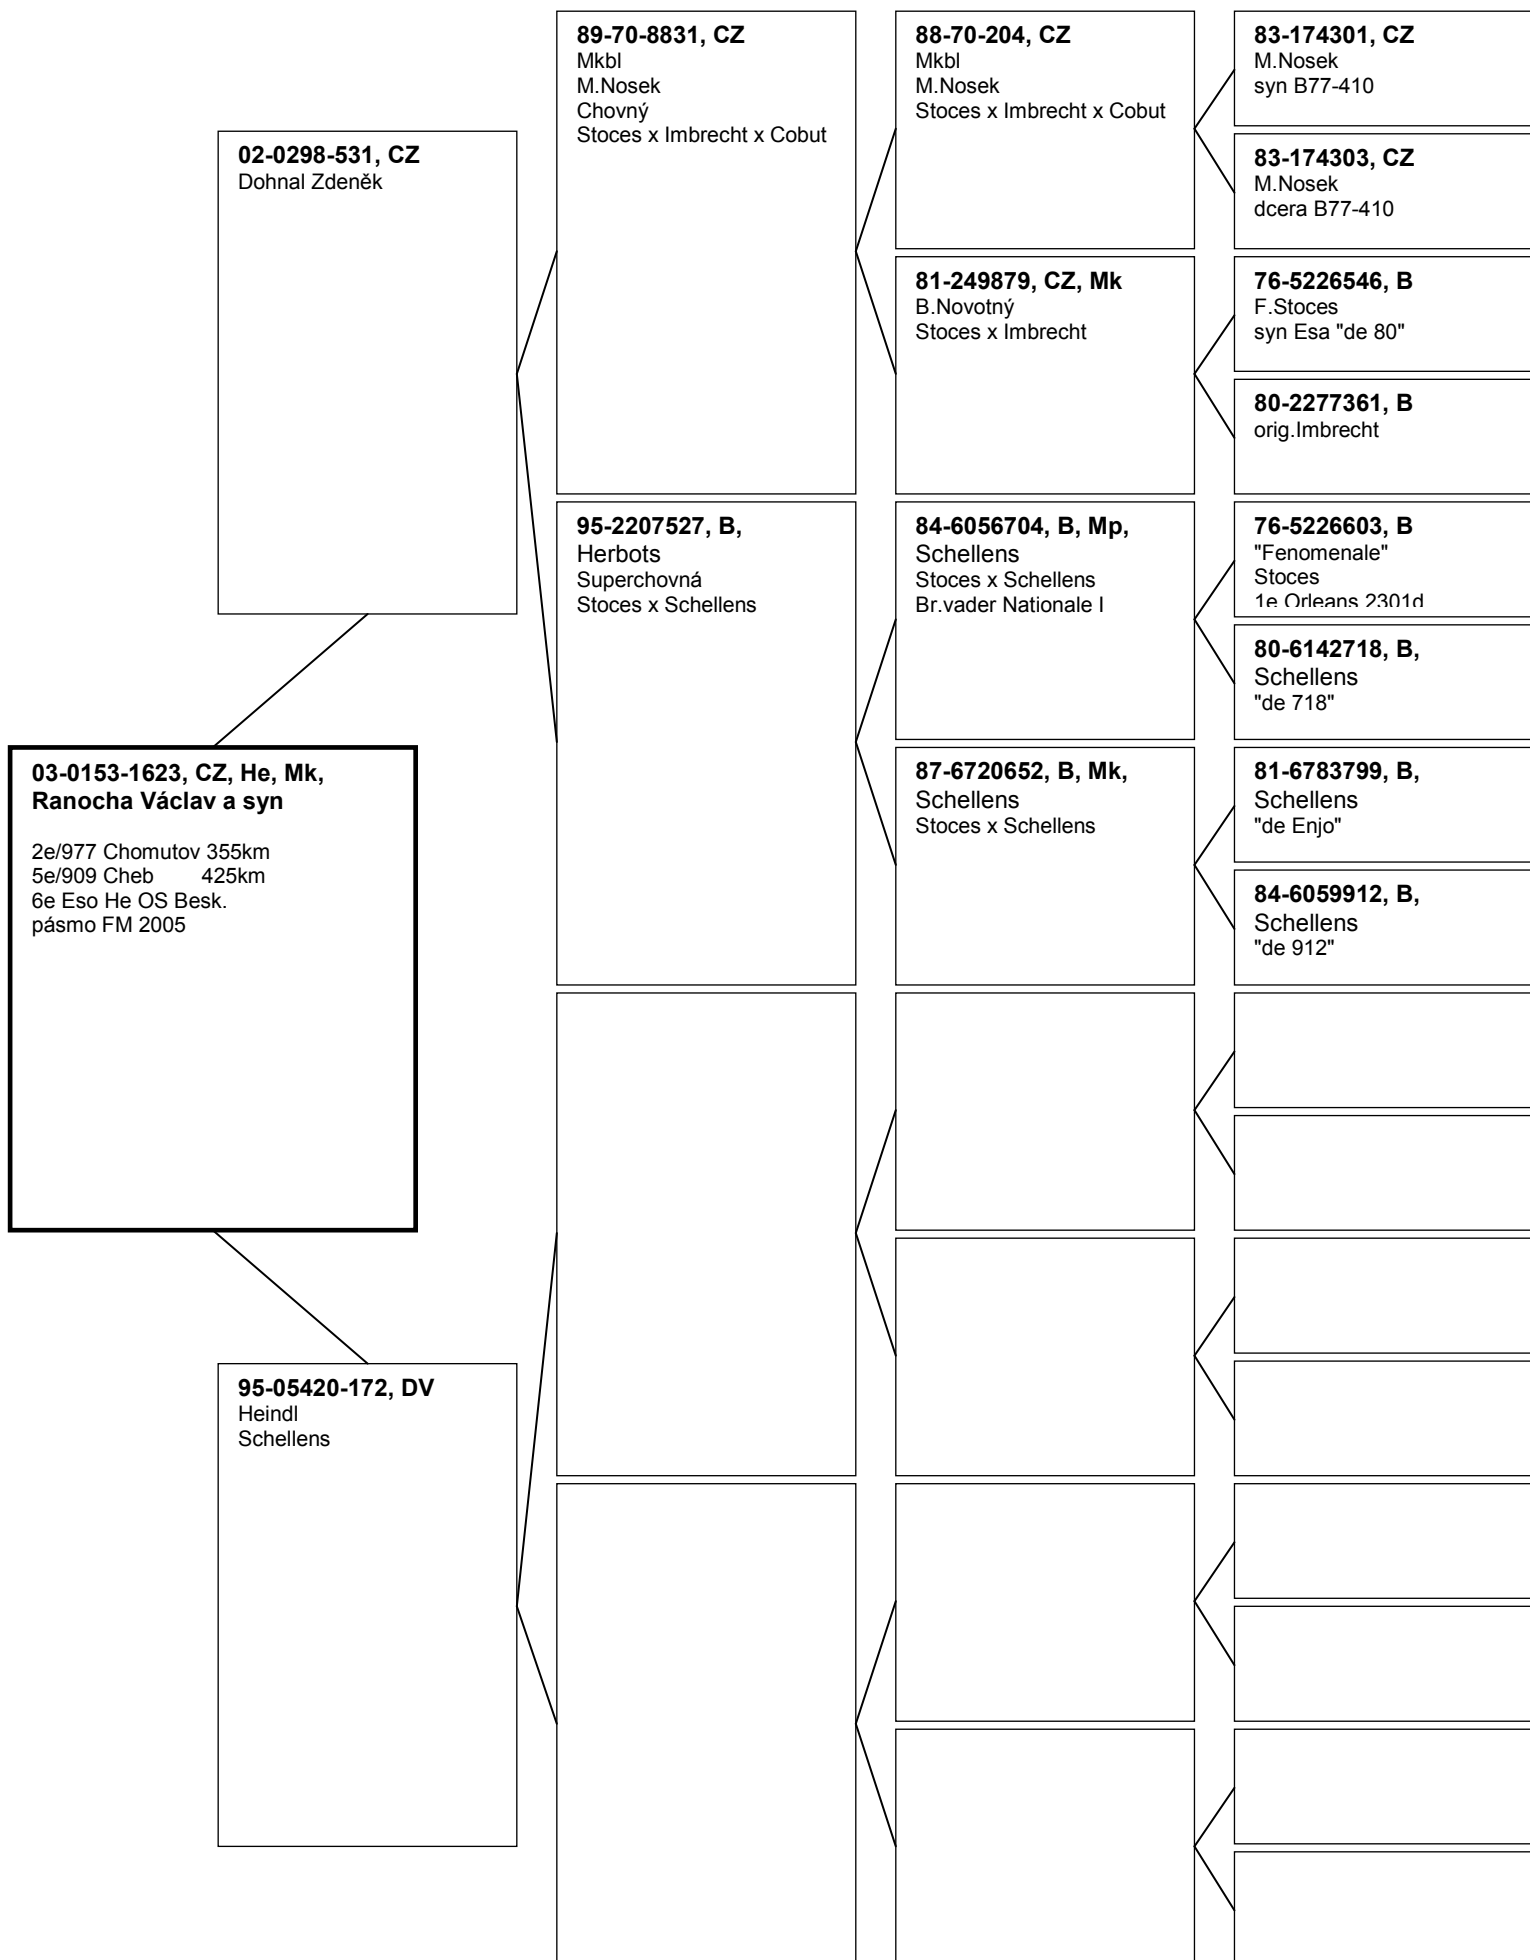 03-0153-1623, CZ, He, Mk,
Ranocha Václav a syn
2e/977 Chomutov 355km
5e/909 Cheb 425km
6e Eso He OS Besk.
pásmo FM 2005
02-0298-531, CZ
Dohnal Zdeněk
95-05420-172, DV
Heindl
Schellens
89-70-8831, CZ
Mkbl
M.Nosek
Chovný
Stoces x Imbrecht x Cobut
95-2207527, B,
Herbots
Superchovná
Stoces x Schellens
88-70-204, CZ
Mkbl
M.Nosek
Stoces x Imbrecht x Cobut
81-249879, CZ, Mk
B.Novotný
Stoces x Imbrecht
84-6056704, B, Mp,
Schellens
Stoces x Schellens
Br.vader Nationale I
87-6720652, B, Mk,
Schellens
Stoces x Schellens
83-174301, CZ
M.Nosek
syn B77-410
83-174303, CZ
M.Nosek
dcera B77-410
76-5226546, B
F.Stoces
syn Esa "de 80"
80-2277361, B
orig.Imbrecht
76-5226603, B
"Fenomenale"
Stoces
1e Orleans 2301d
80-6142718, B,
Schellens
"de 718"
81-6783799, B,
Schellens
"de Enjo"
84-6059912, B,
Schellens
"de 912"